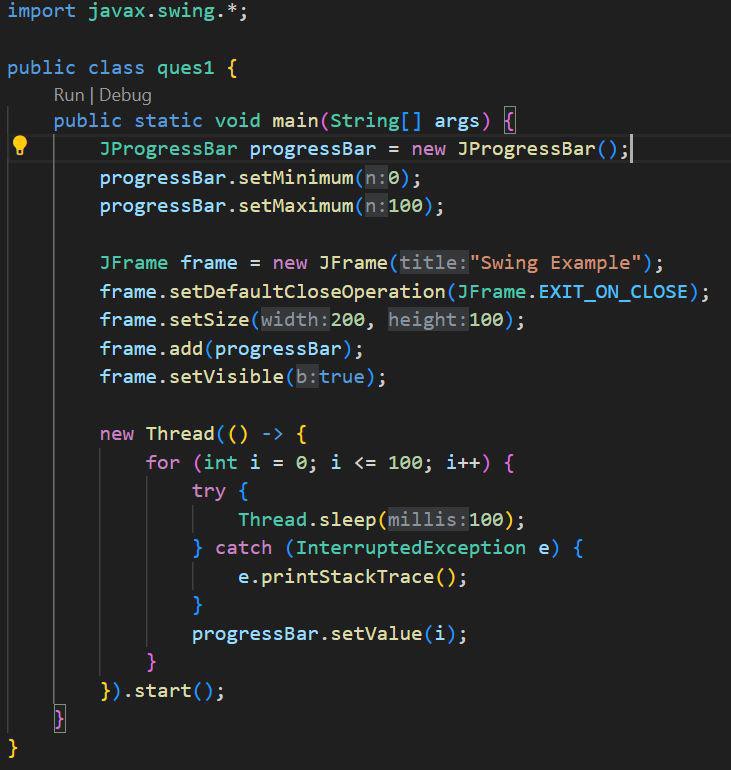 import javax.swing.*;
public class ques1 {
Run | Debug
public static void main(String[] args) {
JProgressBar progressBar = new JProgressBar();
progressBar.setMinimum(n:0);
progressBar.setMaximum(n:100);
JFrame frame = new JFrame(title:"Swing Example");
frame.setDefaultCloseOperation(JFrame.EXIT_ON_CLOSE);
frame.setSize(width:200, height:100);
frame.add(progressBar);
frame.setVisible(b:true);
new Thread(() -> {
for (int i = 0; i <= 100; i++) {
try {
Thread.sleep(millis:100);
} catch (InterruptedException e) {
e.printStackTrace();
}
progressBar.setValue(i);
}
}).start();
}
}